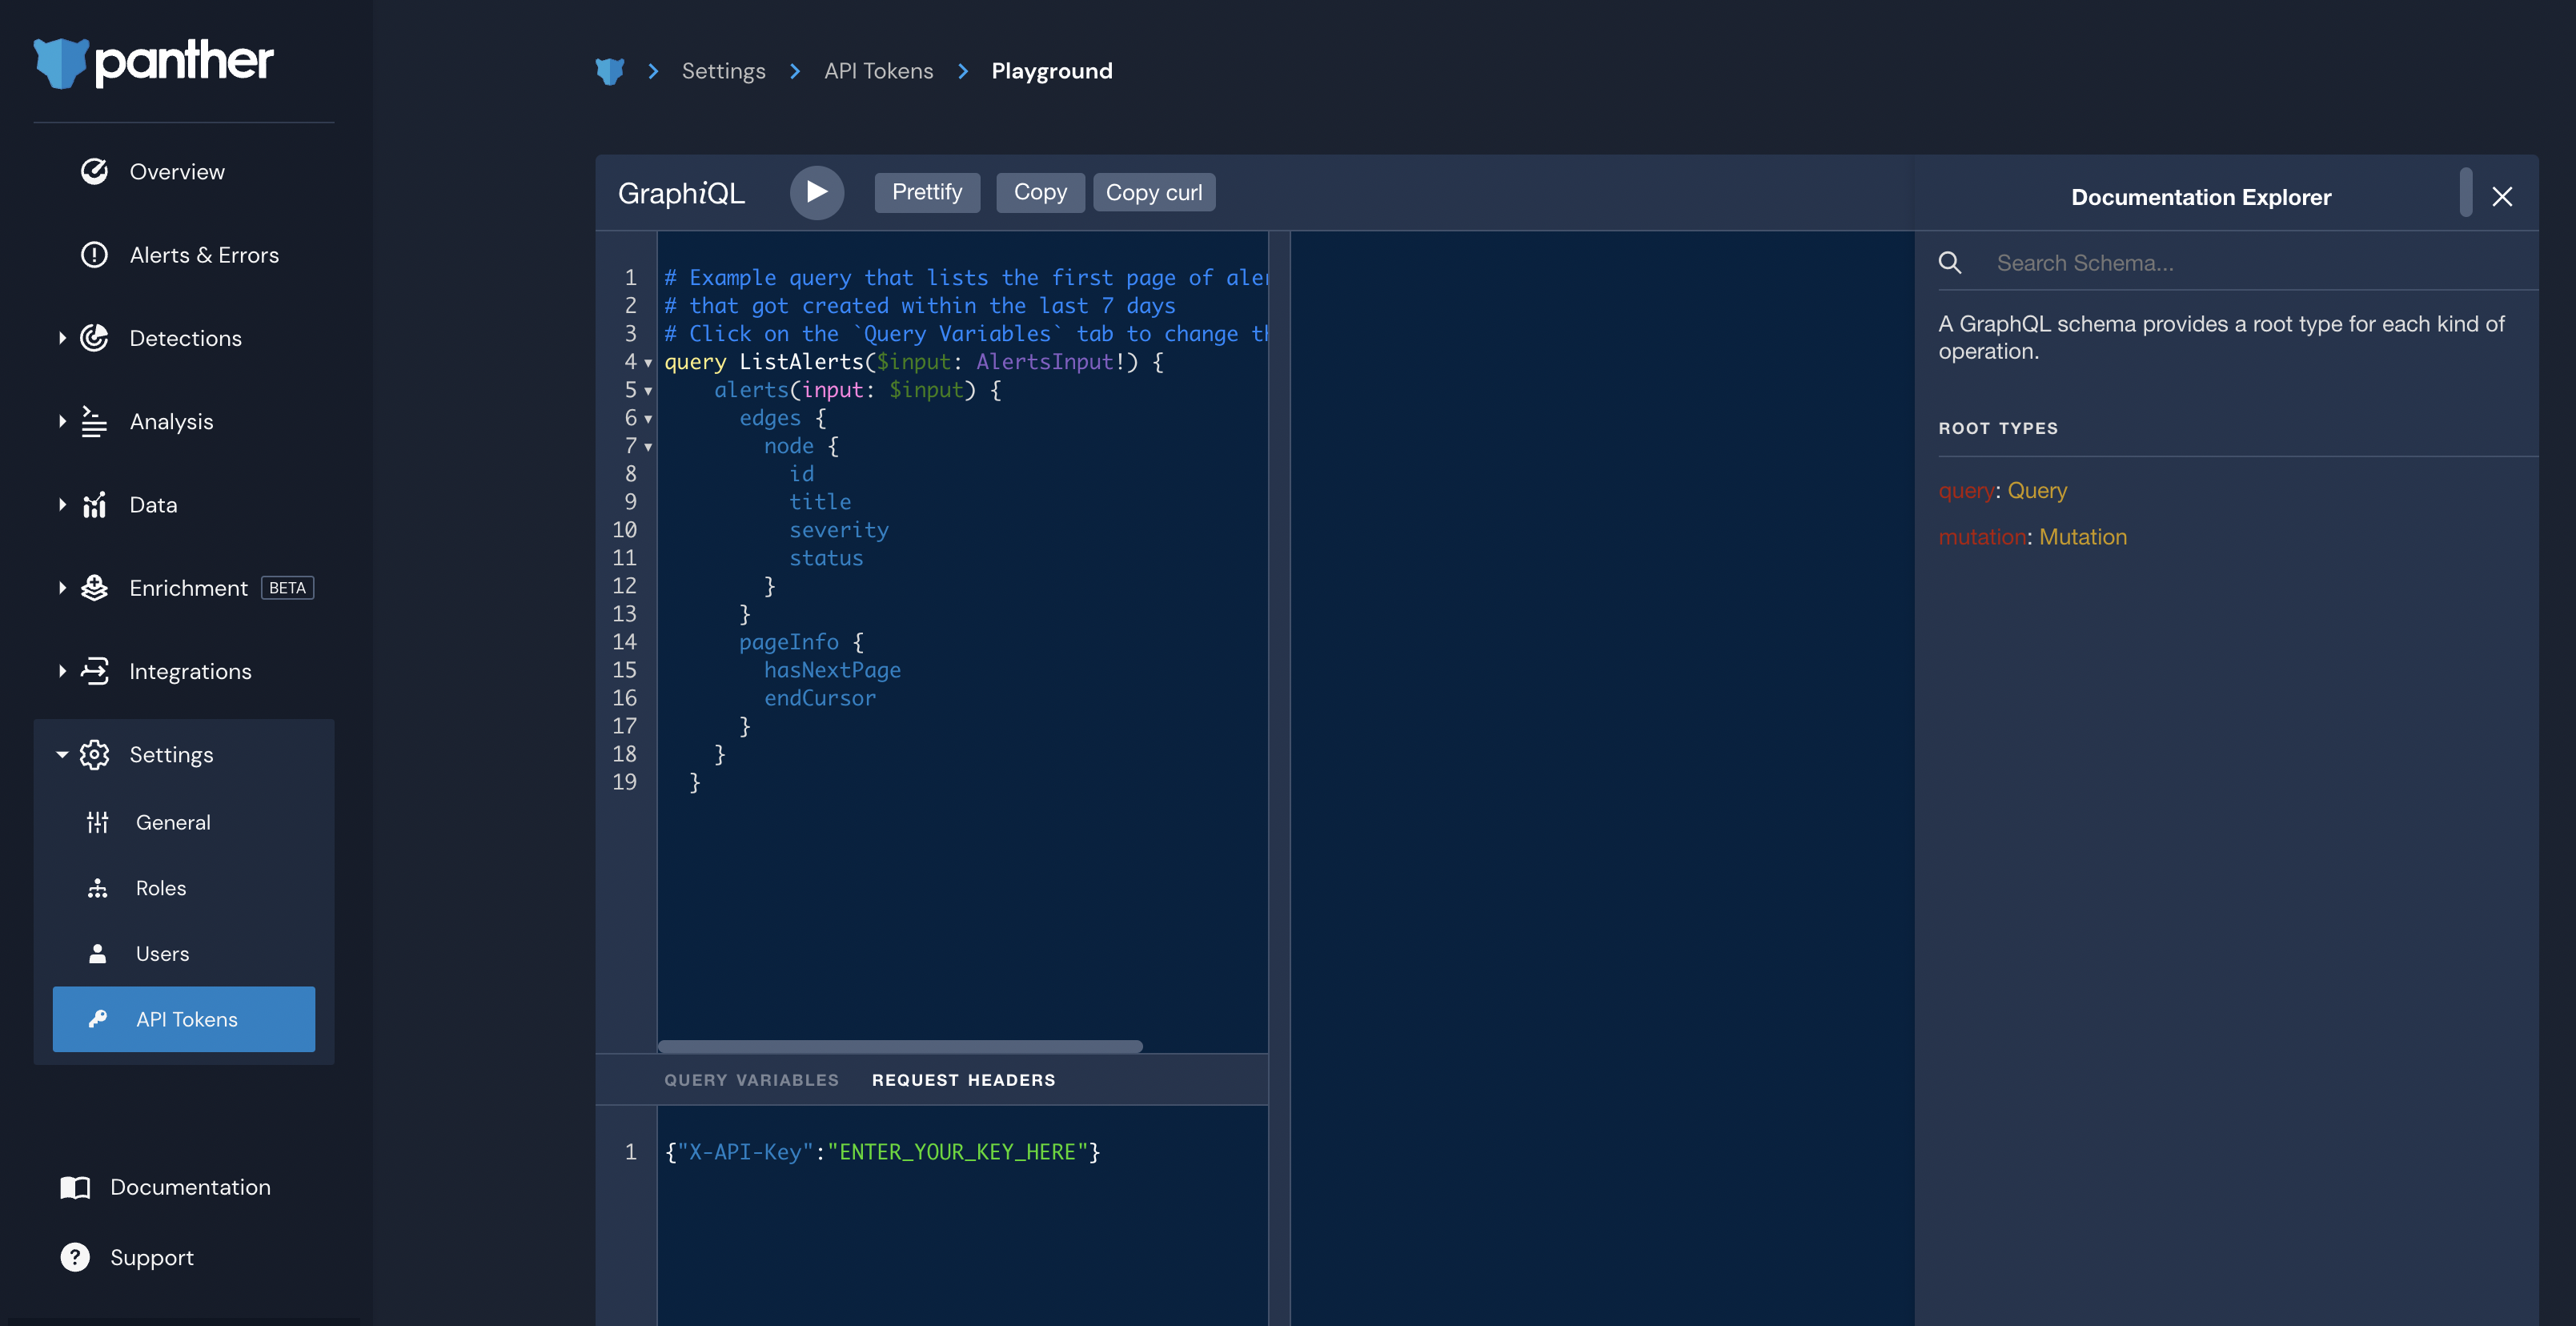 panther
Overview
Alerts & Errors
Detections
Analysis
Data
Enrichment BETA
Integrations
Settings
General
Roles
Users
API Tokens
Documentation
Support
Settings API Tokens Playground
GraphiQL Prettify Copy Copy curl
1 # Example query that lists the first page of aler
2 # that got created within the last 7 days
3 # Click on the `Query Variables` tab to change th
4 query ListAlerts($input: AlertsInput!) {
5 alerts(input: $input) {
6 edges {
7 node {
8 id
9 title
10 severity
11 status
12 }
13 }
14 pageInfo {
15 hasNextPage
16 endCursor
17 }
18 }
19 }
QUERY VARIABLES REQUEST HEADERS
1 {"X-API-Key":"ENTER_YOUR_KEY_HERE"}
Documentation Explorer
Search Schema...
A GraphQL schema provides a root type for each kind of
operation.
ROOT TYPES
query: Query
mutation: Mutation